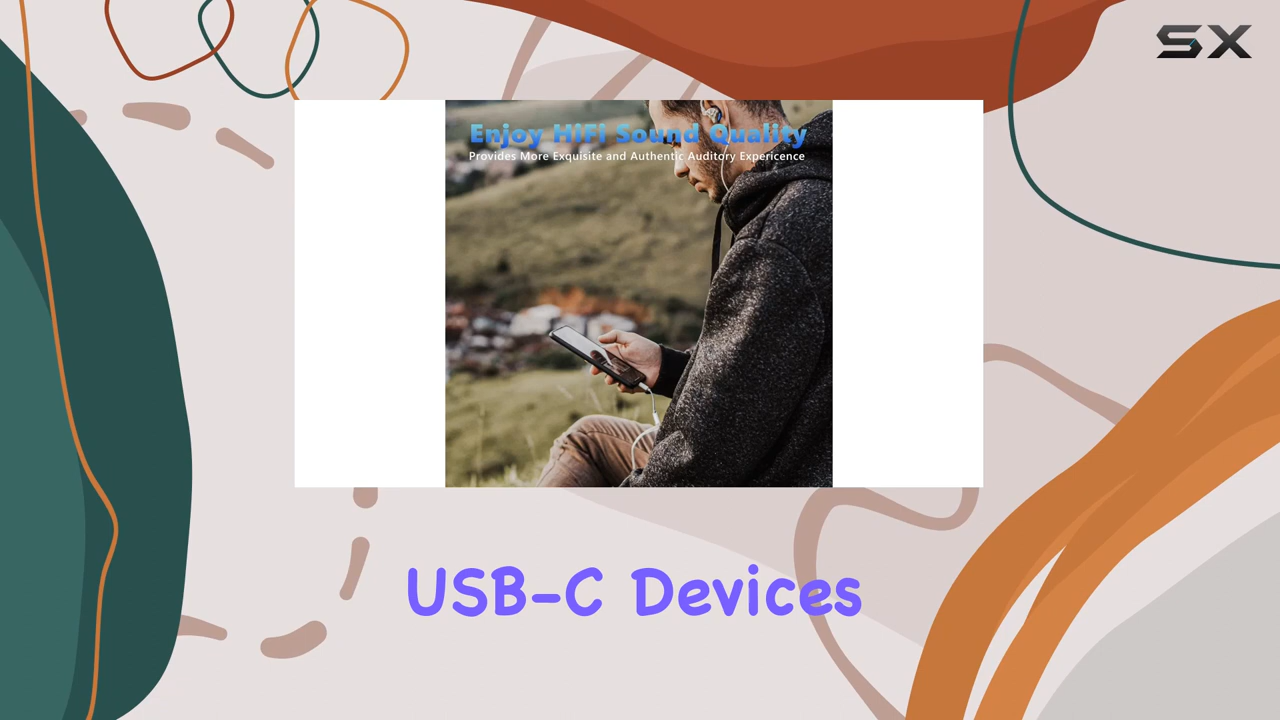 SX
Enjoy HiFi Sound Quality
Provides More Exquisite and Authentic Auditory Expericence
USB-C Devices